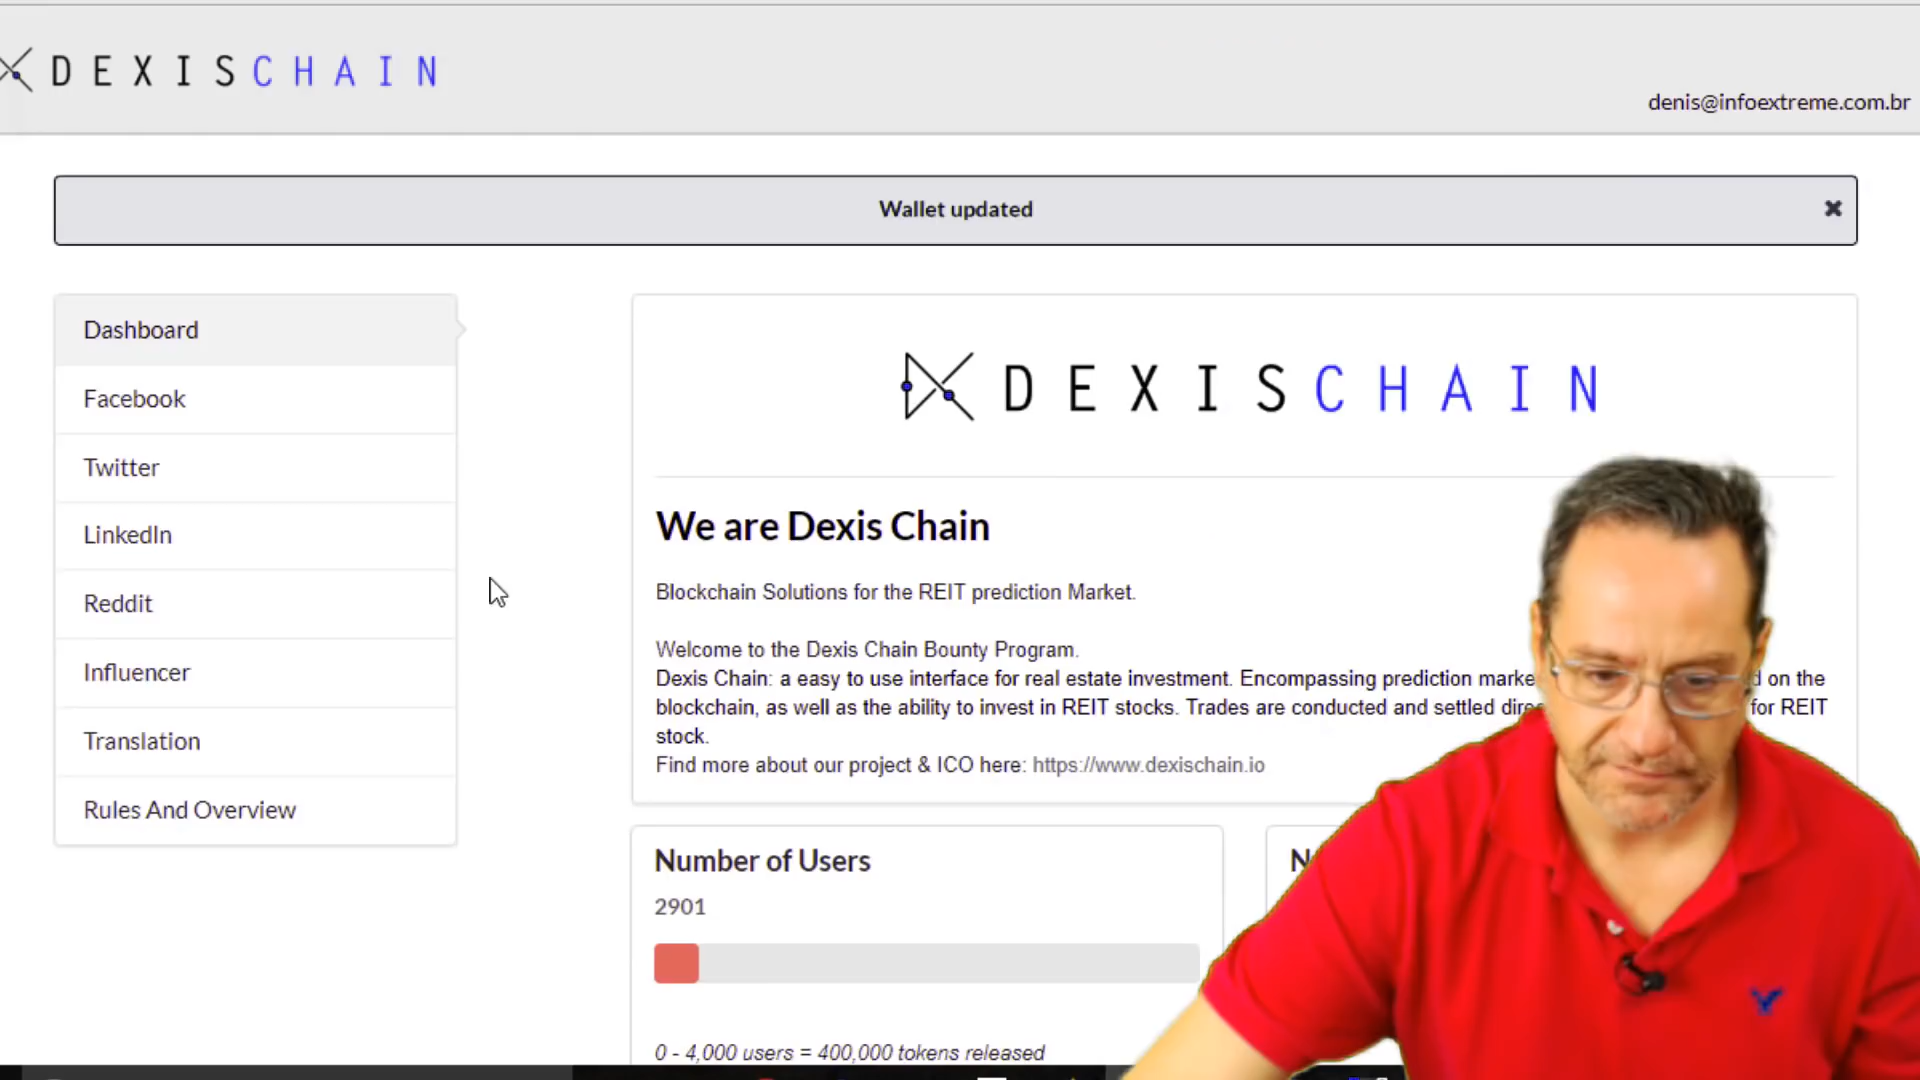 DEXISCHAIN
denis@infoextreme.com.br
Wallet updated
Dashboard
Facebook
Twitter
LinkedIn
Reddit
Influencer
Translation
Rules And Overview
DEXISCHAIN
We are Dexis Chain
Blockchain Solutions for the REIT prediction Market.
Welcome to the Dexis Chain Bounty Program.
Dexis Chain: a easy to use interface for real estate investment. Encompassing prediction on the
blockchain, as well as the ability to invest in REIT stocks. Trades are conducted and settled for REIT
stock.
Find more about our project & ICO here: https://www.dexischain.io
Number of Users
2901
0 - 4,000 users = 400,000 tokens released